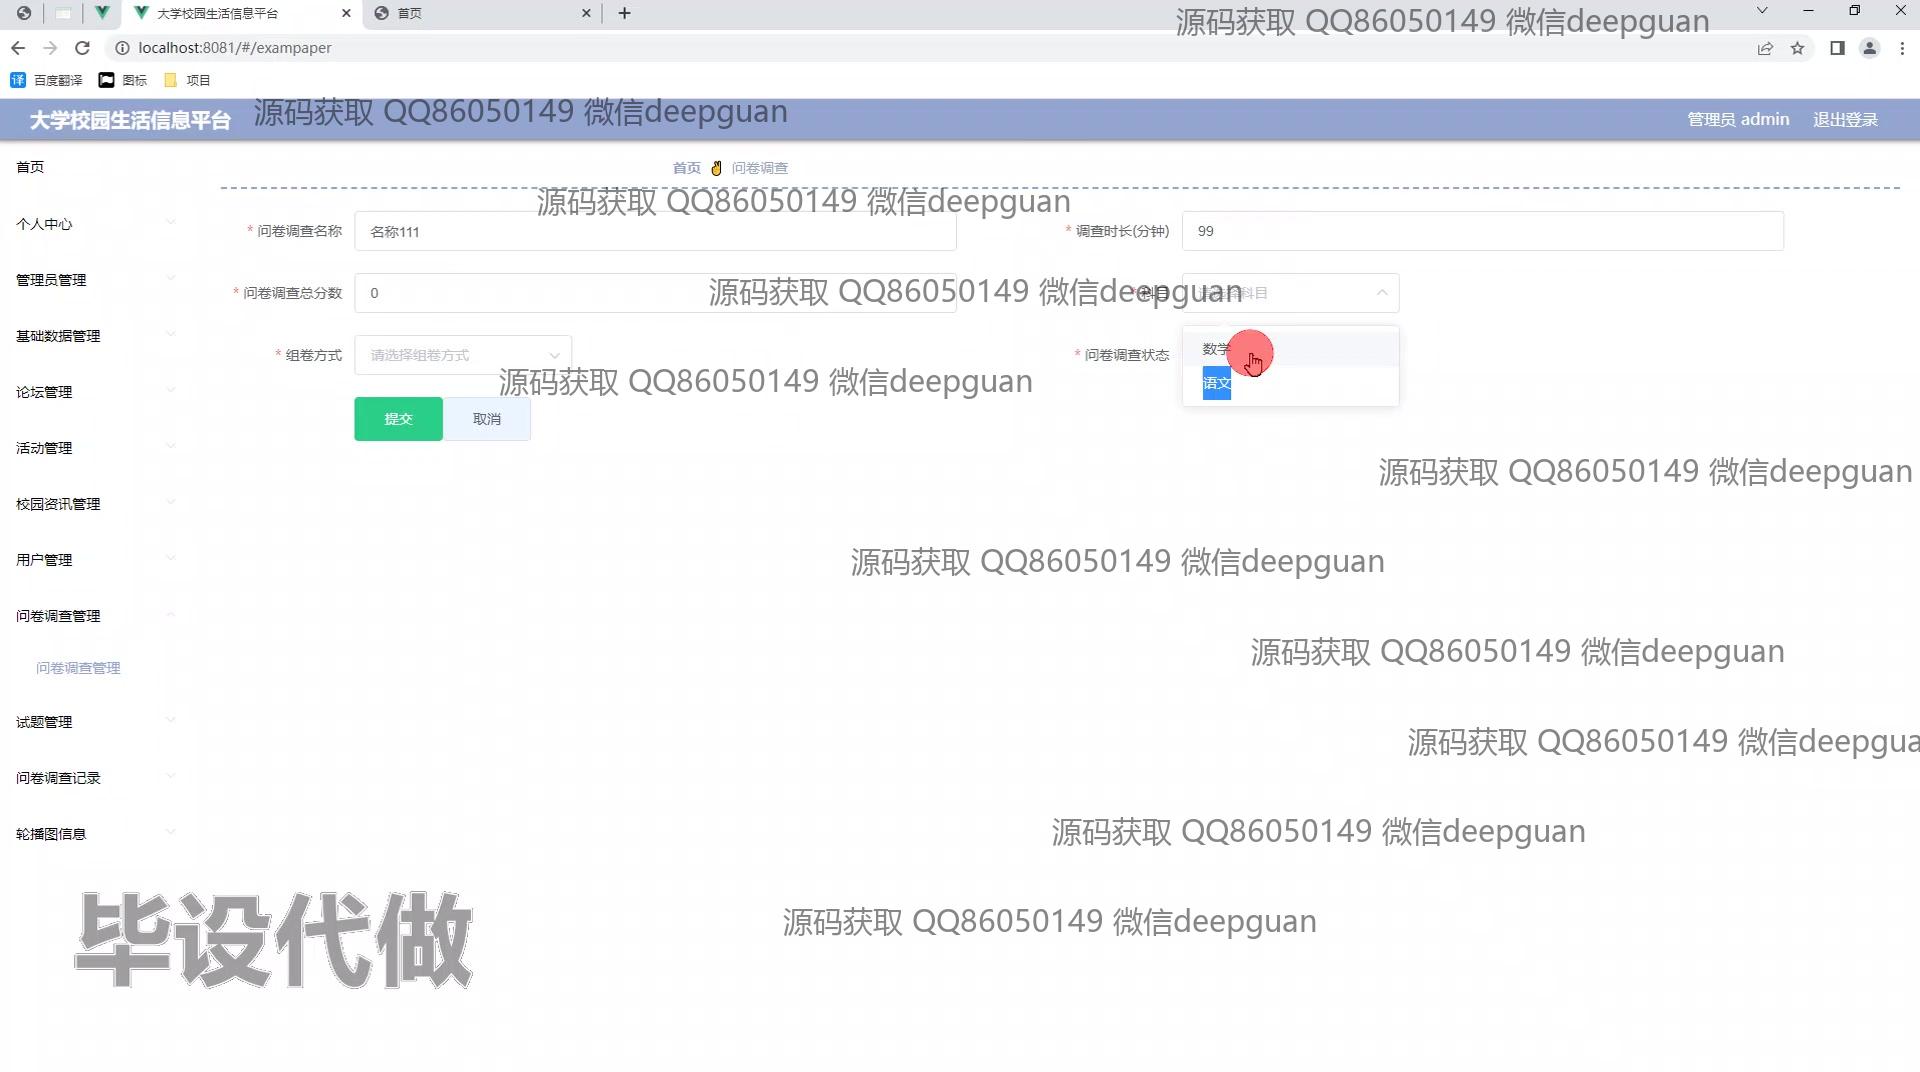 大学校园生活信息平台
首页
源码获取 QQ86050149 微信deepguan
localhost:8081/#/exampaper
百度翻译
图标
项目
大学校园生活信息平台
源码获取 QQ86050149 微信deepguan
管理员 admin
退出登录
首页
首页
问卷调查
源码获取 QQ86050149 微信deepguan
个人中心
* 问卷调查名称
名称111
* 调查时长(分钟)
99
管理员管理
* 问卷调查总分数
0
源码获取 QQ86050149 微信deepguan
科目
基础数据管理
* 组卷方式
请选择组卷方式
* 问卷调查状态
数学
语文
源码获取 QQ86050149 微信deepguan
论坛管理
提交
取消
活动管理
源码获取 QQ86050149 微信deepguan
校园资讯管理
用户管理
源码获取 QQ86050149 微信deepguan
问卷调查管理
源码获取 QQ86050149 微信deepguan
问卷调查管理
试题管理
源码获取 QQ86050149 微信deepgua
问卷调查记录
轮播图信息
源码获取 QQ86050149 微信deepguan
毕设代做
源码获取 QQ86050149 微信deepguan